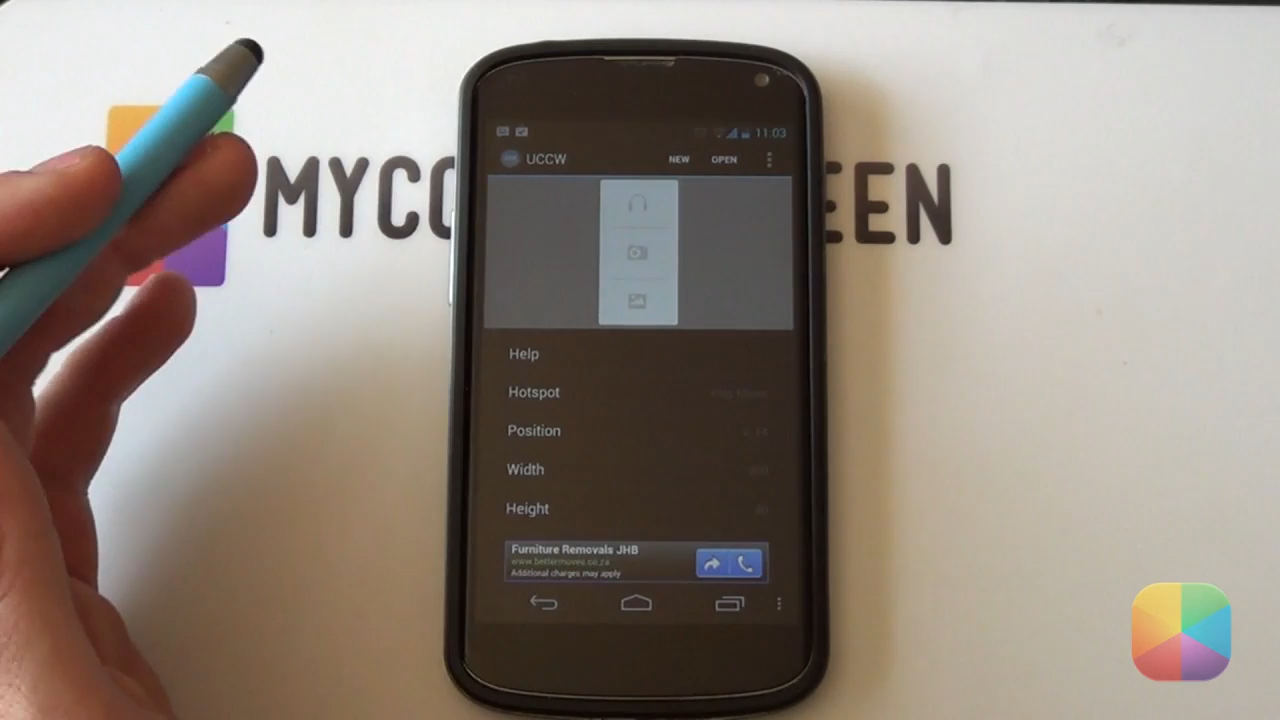 MYCO
EEN
11.03
UCCW
NEW
OPEN
Help
Hotspot
Position
Width
Height
Furniture Removals JHB
www.bettermoves.co.za
Additional charges may apply